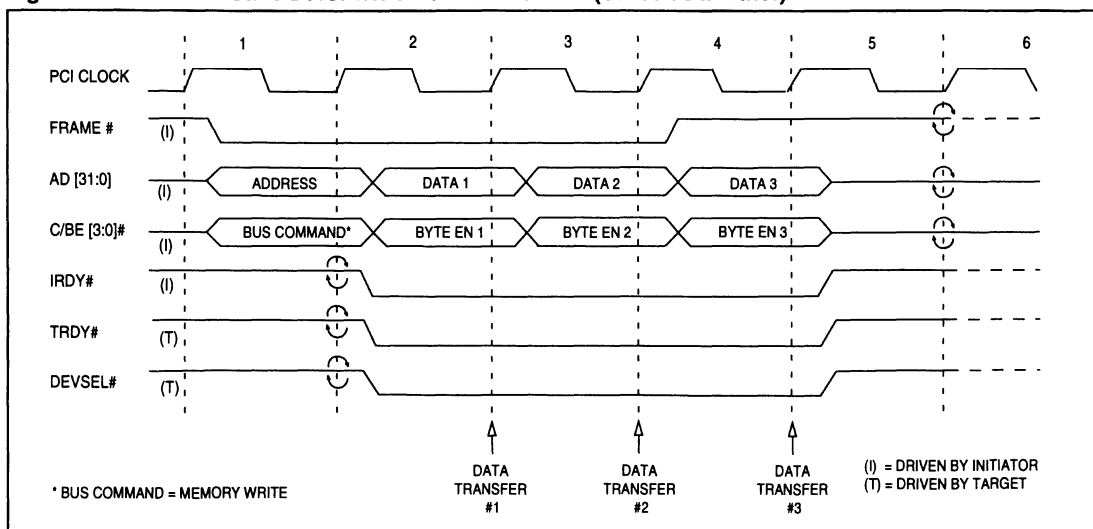 1 2 3 4 5 6
PCI CLOCK
FRAME # (I)
AD [31:0] (I) ADDRESS DATA 1 DATA 2 DATA 3
C/BE [3:0]# (I) BUS COMMAND* BYTE EN 1 BYTE EN 2 BYTE EN 3
IRDY# (I)
TRDY# (T)
DEVSEL# (T)
DATA TRANSFER #1
DATA TRANSFER #2
DATA TRANSFER #3
(I) = DRIVEN BY INITIATOR
(T) = DRIVEN BY TARGET
* BUS COMMAND = MEMORY WRITE